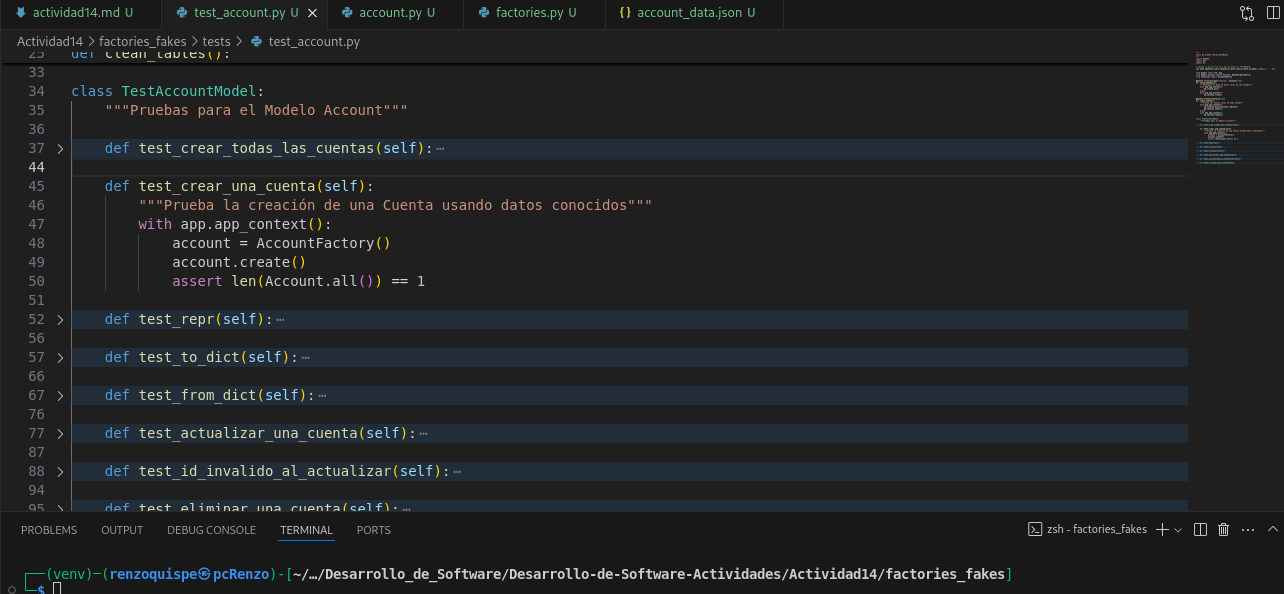 actividad14.md U
test_account.py U
account.py U
factories.py U
{} account_data.json U
Actividad14 > factories_fakes > tests > test_account.py
25 def clean_tables():
33
34 class TestAccountModel:
35 """Pruebas para el Modelo Account"""
36
37 > def test_crear_todas_las_cuentas(self):⋯
44
45 def test_crear_una_cuenta(self):
46 """Prueba la creación de una Cuenta usando datos conocidos"""
47 with app.app_context():
48 account = AccountFactory()
49 account.create()
50 assert len(Account.all()) == 1
51
52 > def test_repr(self):⋯
56
57 > def test_to_dict(self):⋯
66
67 > def test_from_dict(self):⋯
76
77 > def test_actualizar_una_cuenta(self):⋯
87
88 > def test_id_invalido_al_actualizar(self):⋯
94
95 > def test_eliminar_una_cuenta(self):⋯
PROBLEMS OUTPUT DEBUG CONSOLE TERMINAL PORTS
zsh - factories_fakes
┌──(venv)─(renzoquispe㉿pcRenzo)-[~/…/Desarrollo_de_Software/Desarrollo-de-Software-Actividades/Actividad14/factories_fakes]
└─$